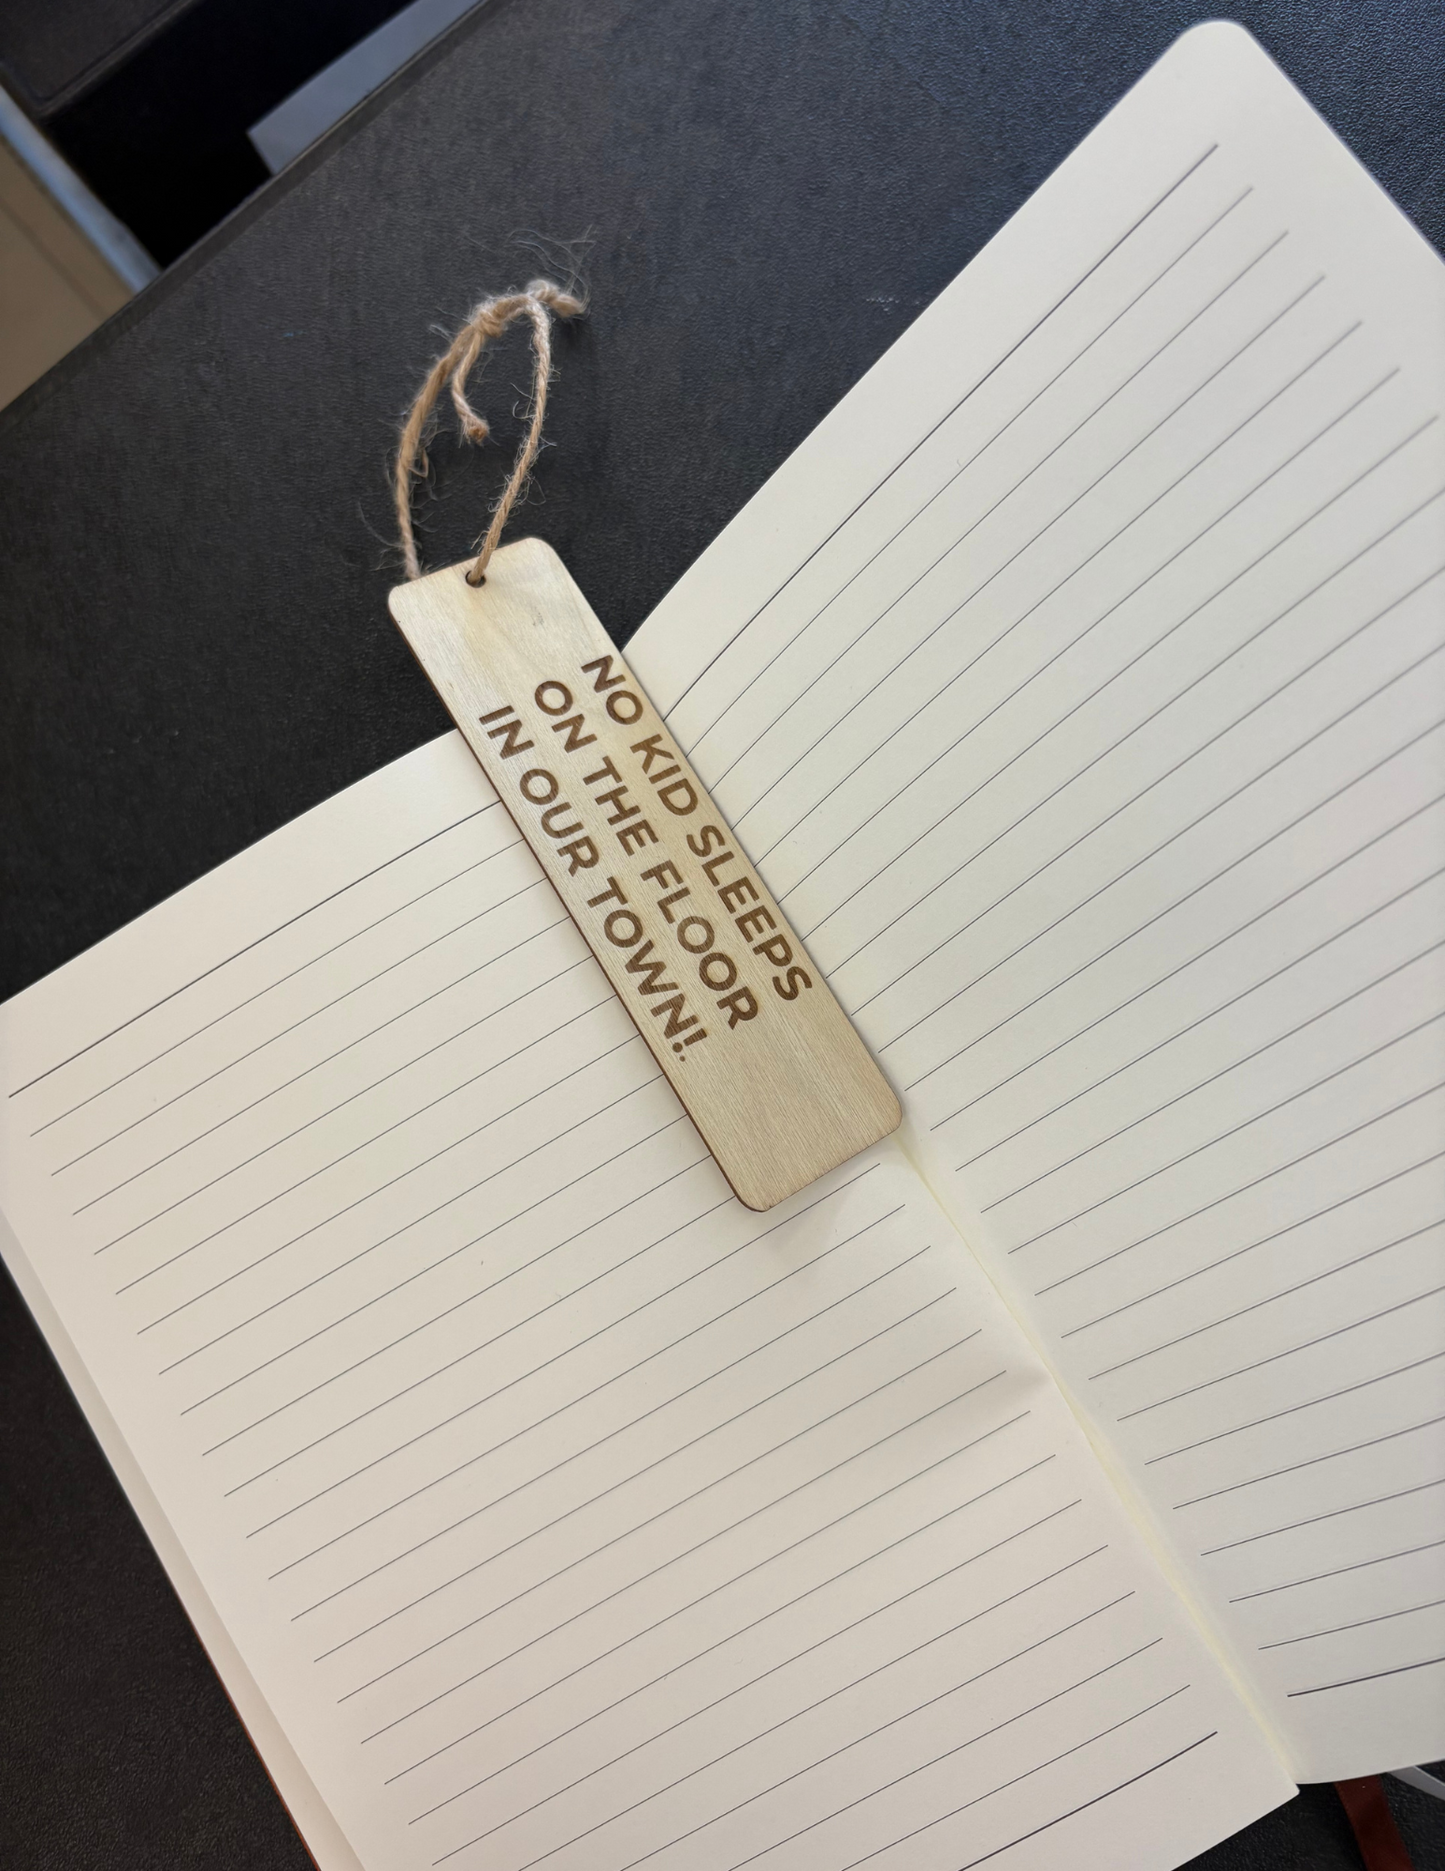 NO KID SLEEPS
ON THE FLOOR
IN OUR TOWN!.